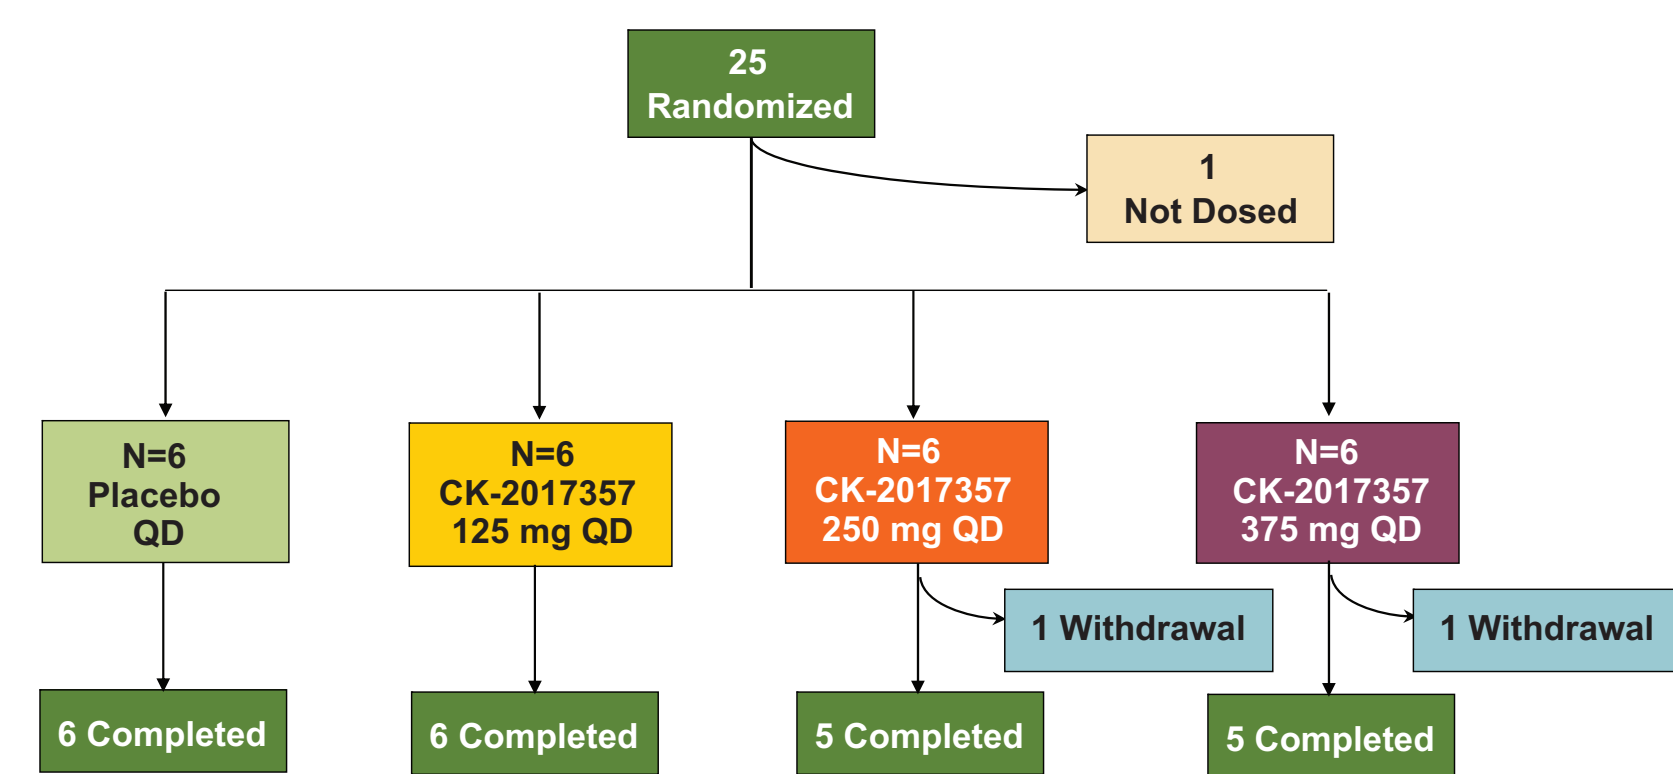 25
Randomized
1
Not Dosed
N=6
Placebo
QD
N=6
CK-2017357
125 mg QD
N=6
CK-2017357
250 mg QD
N=6
CK-2017357
375 mg QD
1 Withdrawal
1 Withdrawal
6 Completed
6 Completed
5 Completed
5 Completed